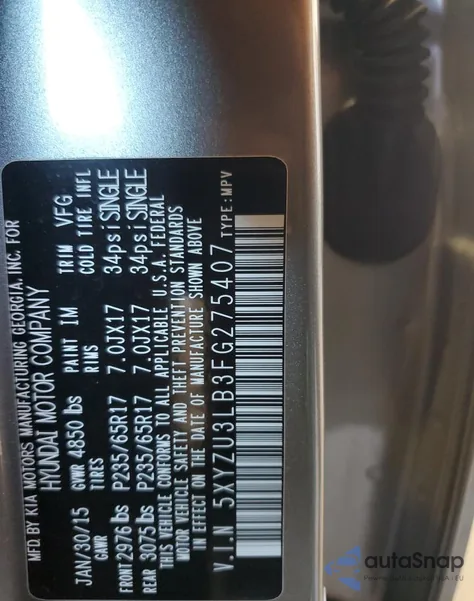 MFD.BY KIA MOTORS MANUFACTURING GEORGIA, INC. FOR
HYUNDAI MOTOR COMPANY
JAN/30/15 GVWR 4850 lbs PAINT IM TRIM VFG
GAWR TIRES RIMS COLD TIRE INFL
FRONT 2978 lbs P235/65R17 7.0JX17 34psi SINGLE
REAR 3075 lbs P235/65R17 7.0JX17 34psi SINGLE
THIS VEHICLE CONFORMS TO ALL APPLICABLE U.S.A. FEDERAL
MOTOR VEHICLE SAFETY AND THEFT PREVENTION STANDARDS
IN EFFECT ON THE DATE OF MANUFACTURE SHOWN ABOVE
V.I.N 5XYZU3LB3FG275407 TYPE:MPV
autoSnap